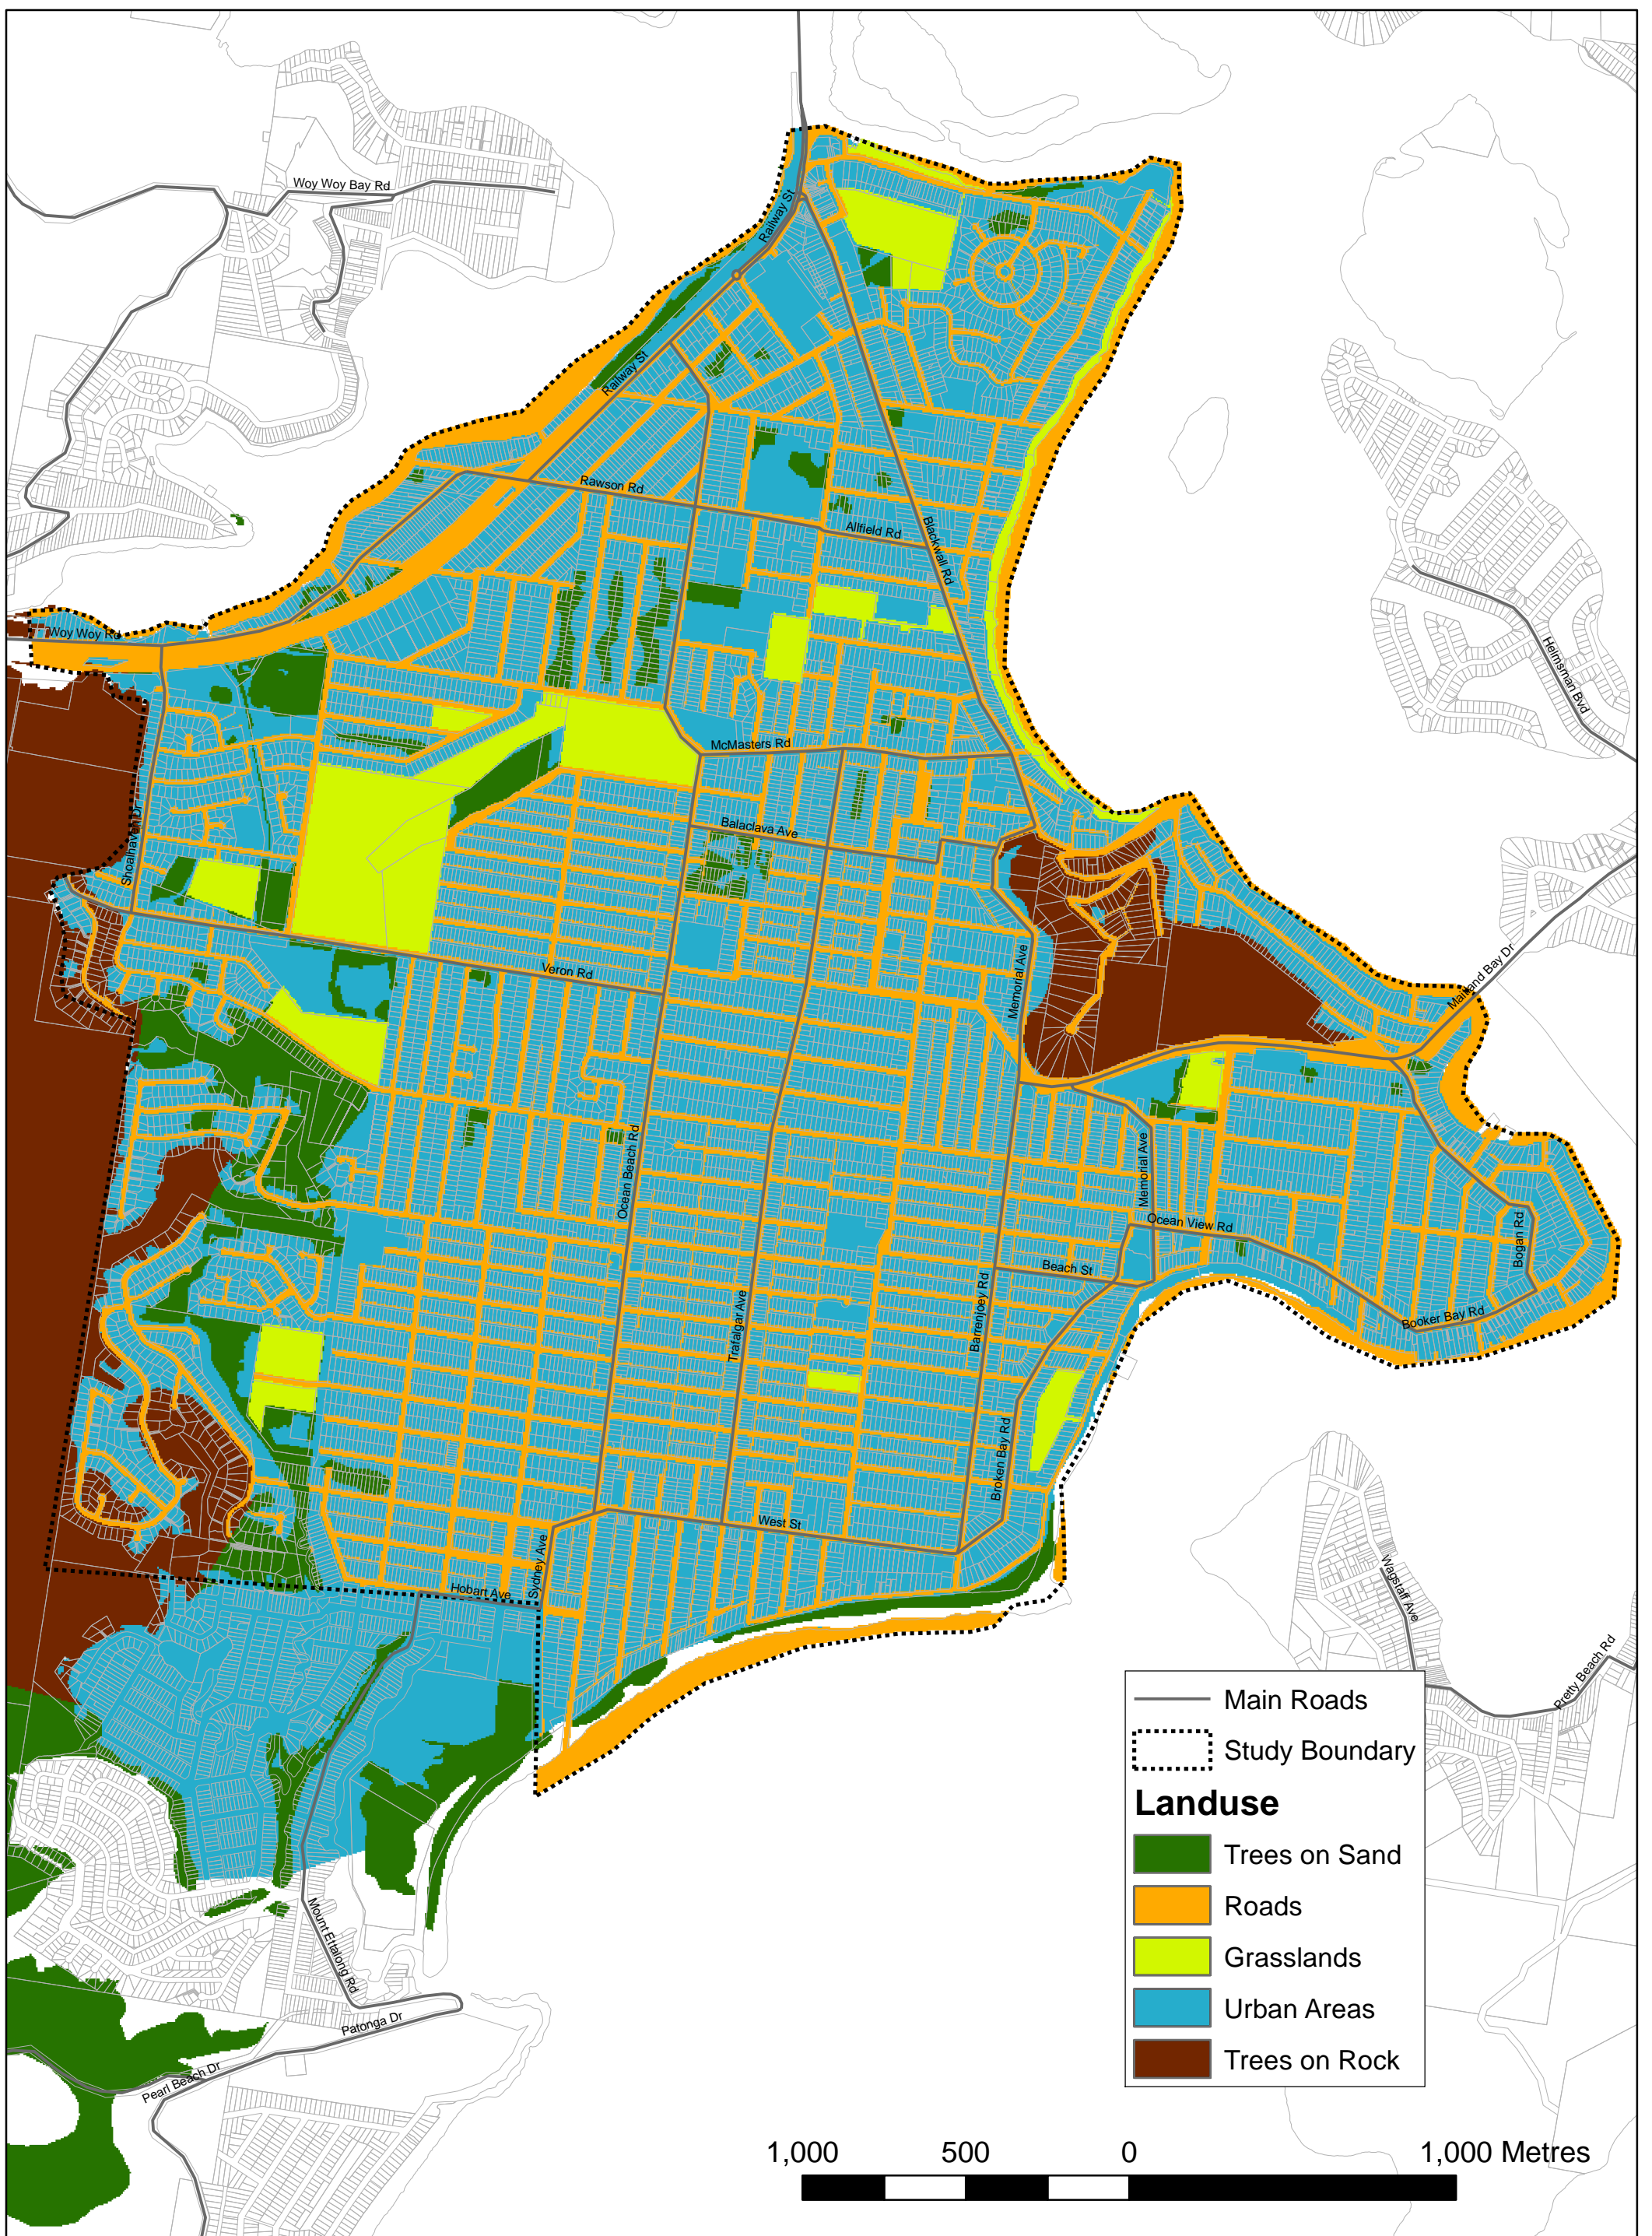 Woy Woy Bay Rd
Railway St
Railway St
Rawson Rd
Allfield Rd
Blackwall Rd
Woy Woy Rd
Helmsman Bvd
McMasters Rd
Shoalhaven Dr
Balaclava Ave
Veron Rd
Memorial Ave
Maitland Bay Dr
Ocean Beach Rd
Memorial Ave
Ocean View Rd
Bogan Rd
Beach St
Trafalgar Ave
Barrenjoey Rd
Booker Bay Rd
Broken Bay Rd
West St
Sydney Ave
Hobart Ave
Wagstaff Ave
Pretty Beach Rd
Main Roads
Study Boundary
Landuse
Trees on Sand
Roads
Grasslands
Urban Areas
Trees on Rock
Mount Ettalong Rd
Patonga Dr
Pearl Beach Dr
1,000 500 0 1,000 Metres